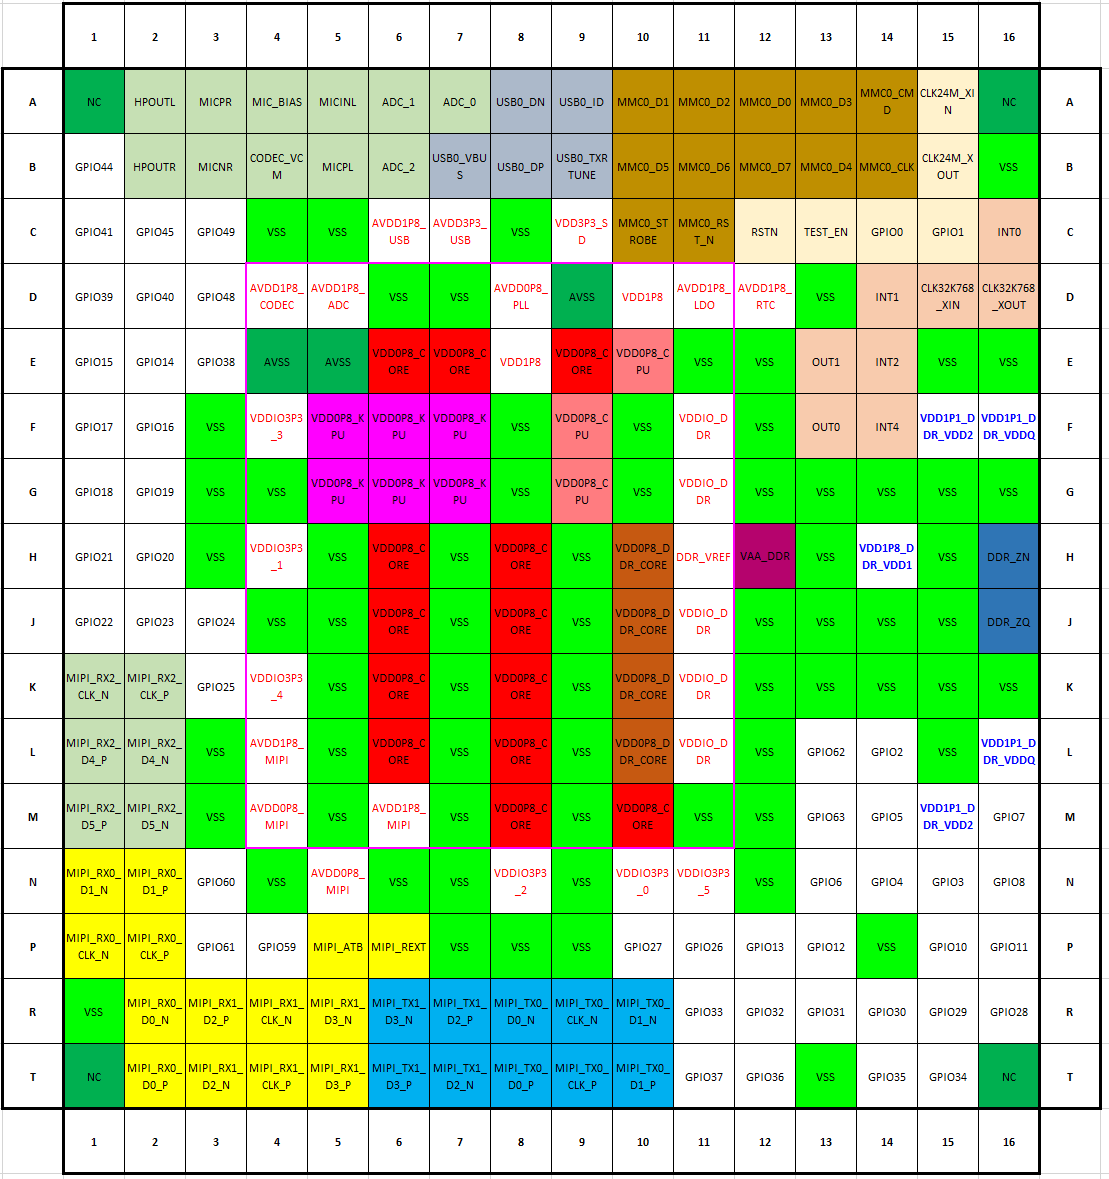 1 2 3 4 5 6 7 8 9 10 11 12 13 14 15 16
A NC HPOUTL MICPR MIC_BIAS MICINL ADC_1 ADC_0 USB0_DN USB0_ID MMC0_D1 MMC0_D2 MMC0_D0 MMC0_D3 MMC0_CMD CLK24M_XIN NC A
B GPIO44 HPOUTR MICNR CODEC_VCM MICPL ADC_2 USB0_VBUS USB0_DP USB0_TXRTUNE MMC0_D5 MMC0_D6 MMC0_D7 MMC0_D4 MMC0_CLK CLK24M_XOUT VSS B
C GPIO41 GPIO45 GPIO49 VSS VSS AVDD1P8_USB AVDD3P3_USB VSS VDD3P3_SD MMC0_STROBE MMC0_RST_N RSTN TEST_EN GPIO0 GPIO1 INT0 C
D GPIO39 GPIO40 GPIO48 AVDD1P8_CODEC AVDD1P8_ADC VSS VSS AVDD0P8_PLL AVSS VDD1P8 AVDD1P8_LDO AVDD1P8_RTC VSS INT1 CLK32K768_XIN CLK32K768_XOUT D
E GPIO15 GPIO14 GPIO38 AVSS AVSS VDD0P8_CORE VDD0P8_CORE VDD1P8 VDD0P8_CORE VDD0P8_CPU VSS VSS OUT1 INT2 VSS VSS E
F GPIO17 GPIO16 VSS VDDIO3P3_3 VDD0P8_KPU VDD0P8_KPU VDD0P8_KPU VSS VDD0P8_CPU VSS VDDIO_DDR VSS OUT0 INT4 VDD1P1_DDR_VDD2 VDD1P1_DDR_VDDQ F
G GPIO18 GPIO19 VSS VSS VDD0P8_KPU VDD0P8_KPU VDD0P8_KPU VSS VDD0P8_CPU VSS VDDIO_DDR VSS VSS VSS VSS VSS G
H GPIO21 GPIO20 VSS VDDIO3P3_1 VSS VDD0P8_CORE VSS VDD0P8_CORE VSS VDD0P8_DDR_CORE DDR_VREF VAA_DDR VSS VDD1P8_DDR_VDD1 VSS DDR_ZN H
J GPIO22 GPIO23 GPIO24 VSS VSS VDD0P8_CORE VSS VDD0P8_CORE VSS VDD0P8_DDR_CORE VDDIO_DDR VSS VSS VSS VSS DDR_ZQ J
K MIPI_RX2_CLK_N MIPI_RX2_CLK_P GPIO25 VDDIO3P3_4 VSS VDD0P8_CORE VSS VDD0P8_CORE VSS VDD0P8_DDR_CORE VDDIO_DDR VSS VSS VSS VSS VSS K
L MIPI_RX2_D4_P MIPI_RX2_D4_N VSS AVDD1P8_MIPI VSS VDD0P8_CORE VSS VDD0P8_CORE VSS VDD0P8_DDR_CORE VDDIO_DDR VSS GPIO62 GPIO2 VSS VDD1P1_DDR_VDDQ L
M MIPI_RX2_D5_P MIPI_RX2_D5_N VSS AVDD0P8_MIPI VSS AVDD1P8_MIPI VSS VDD0P8_CORE VSS VDD0P8_CORE VSS VSS GPIO63 GPIO5 VDD1P1_DDR_VDD2 GPIO7 M
N MIPI_RX0_D1_N MIPI_RX0_D1_P GPIO60 VSS AVDD0P8_MIPI VSS VSS VDDIO3P3_2 VSS VDDIO3P3_0 VDDIO3P3_5 VSS GPIO6 GPIO4 GPIO3 GPIO8 N
P MIPI_RX0_CLK_N MIPI_RX0_CLK_P GPIO61 GPIO59 MIPI_ATB MIPI_REXT VSS VSS VSS GPIO27 GPIO26 GPIO13 GPIO12 VSS GPIO10 GPIO11 P
R VSS MIPI_RX0_D0_N MIPI_RX1_D2_P MIPI_RX1_CLK_N MIPI_RX1_D3_N MIPI_TX1_D3_N MIPI_TX1_D2_P MIPI_TX0_D0_N MIPI_TX0_CLK_N MIPI_TX0_D1_N GPIO33 GPIO32 GPIO31 GPIO30 GPIO29 GPIO28 R
T NC MIPI_RX0_D0_P MIPI_RX1_D2_N MIPI_RX1_CLK_P MIPI_RX1_D3_P MIPI_TX1_D3_P MIPI_TX1_D2_N MIPI_TX0_D0_P MIPI_TX0_CLK_P MIPI_TX0_D1_P GPIO37 GPIO36 VSS GPIO35 GPIO34 NC T
1 2 3 4 5 6 7 8 9 10 11 12 13 14 15 16